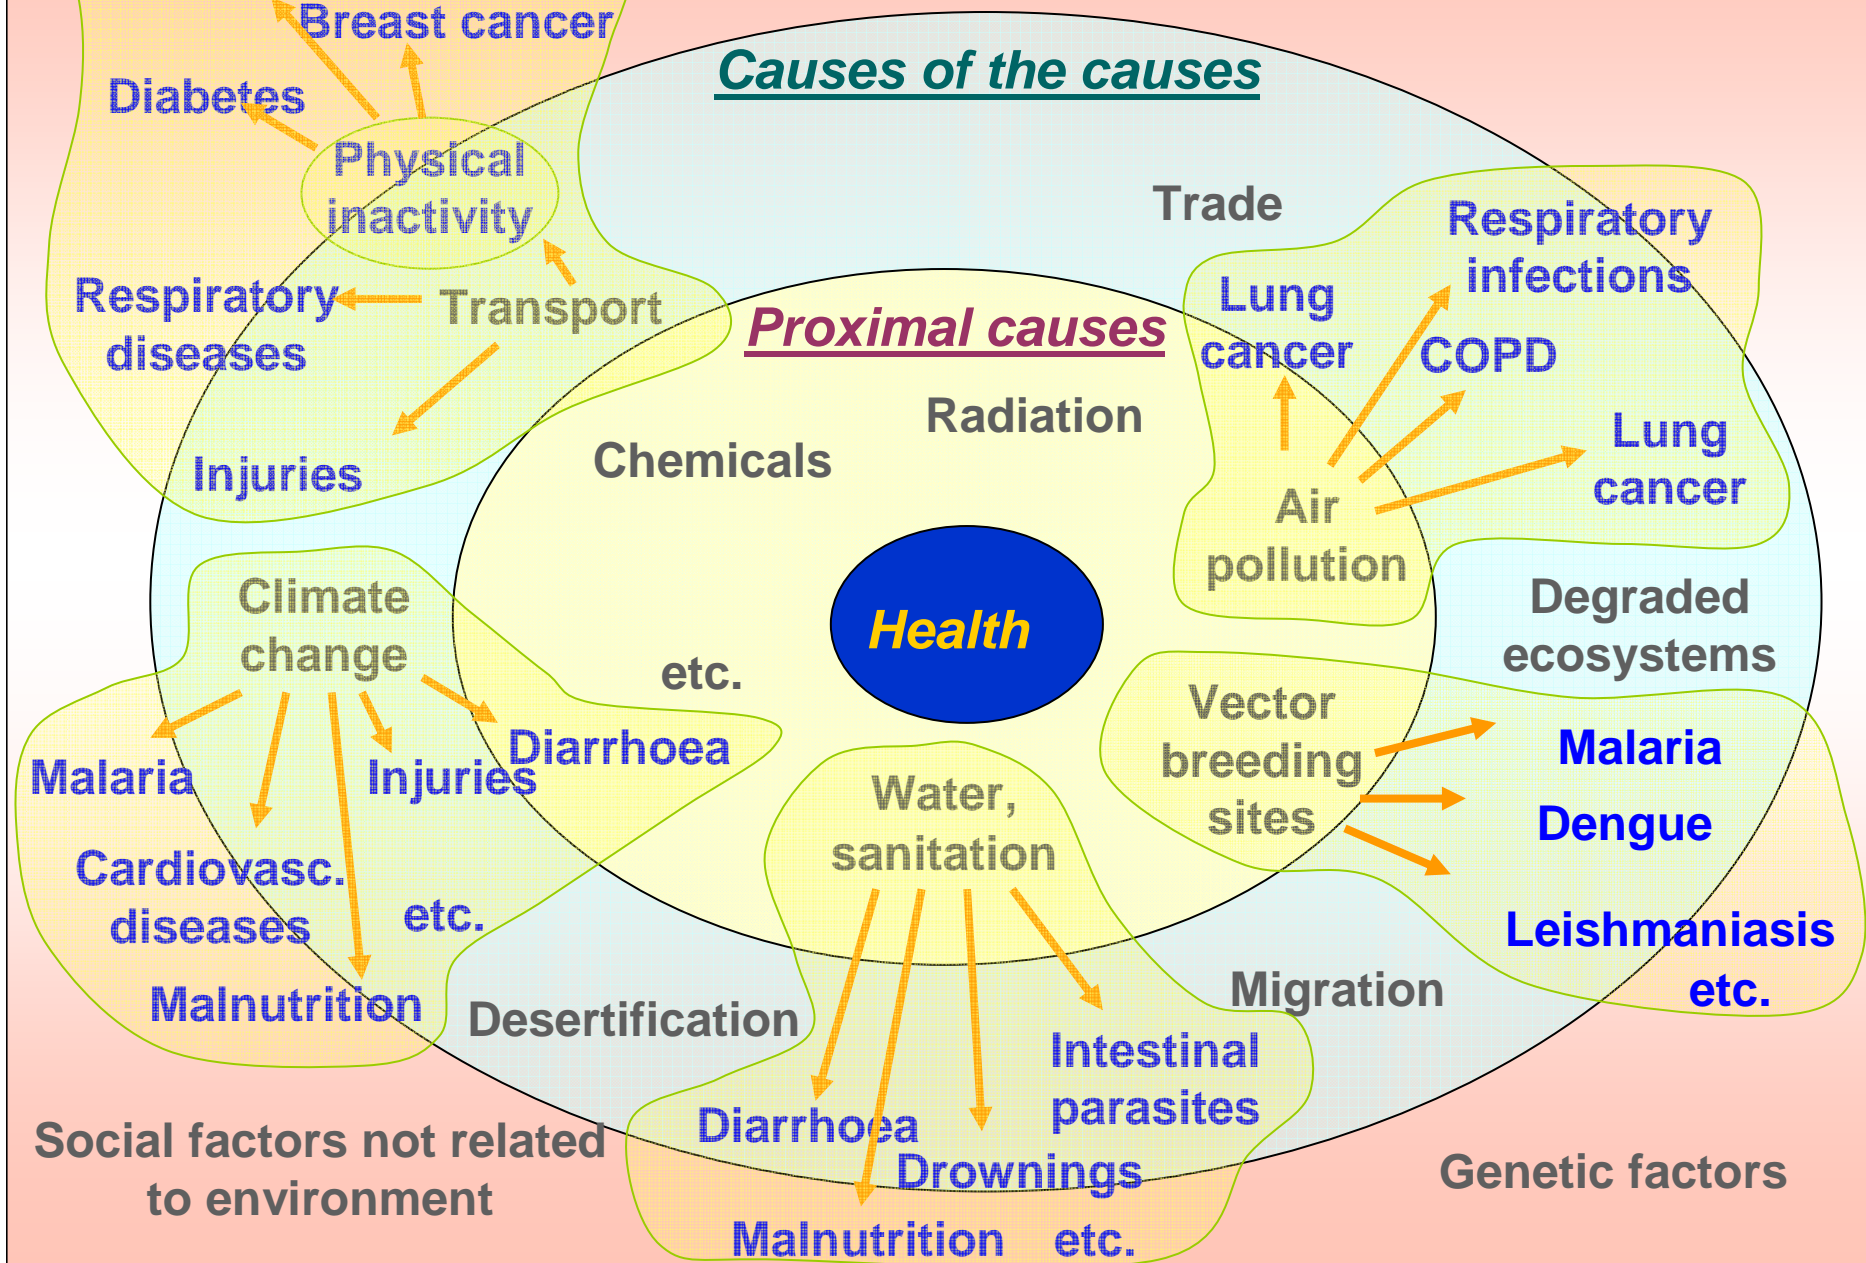 Breast cancer
Causes of the causes
Diabetes
Physical
inactivity
Trade
Respiratory
infections
Respiratory
diseases
Transport
Proximal causes
Lung
cancer
COPD
Radiation
Chemicals
Injuries
Lung
cancer
Air
pollution
Climate
change
Health
Degraded
ecosystems
etc.
Vector
breeding
sites
Malaria
Injuries
Diarrhoea
Water,
sanitation
Malaria
Dengue
Cardiovasc.
diseases
etc.
Leishmaniasis
etc.
Malnutrition
Desertification
Migration
Intestinal
parasites
Diarrhoea
Drownings
Malnutrition etc.
Social factors not related
to environment
Genetic factors